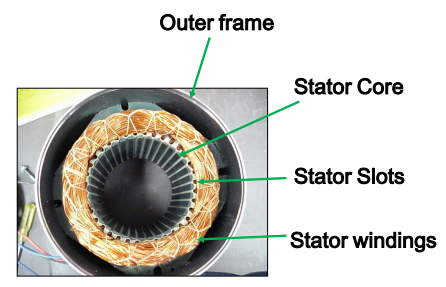 Outer frame
Stator Core
Stator Slots
Stator windings